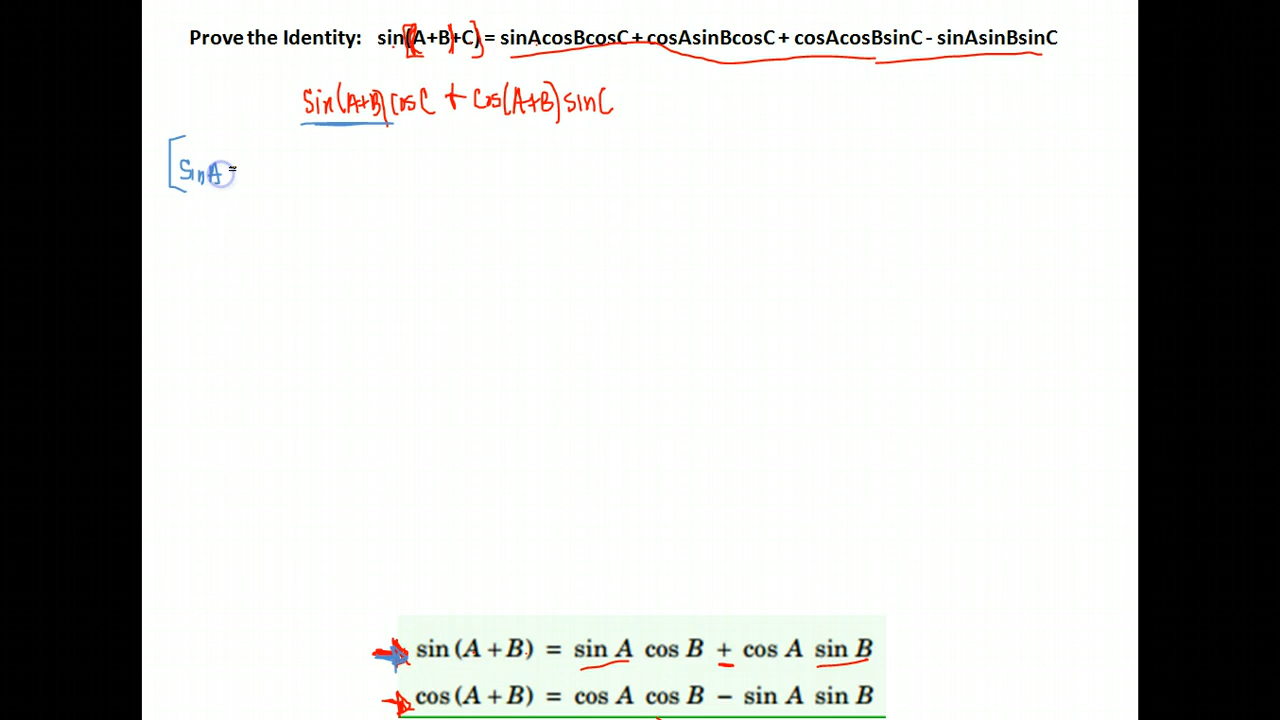 Prove the Identity: sin(A+B+C) = sinAcosBcosC + cosAsinBcosC + cosAcosBsinC - sinAsinBsinC
sin(A+B)cosC + cos(A+B)sinC
[sinA
sin (A + B) = sin A cos B + cos A sin B
cos (A + B) = cos A cos B − sin A sin B